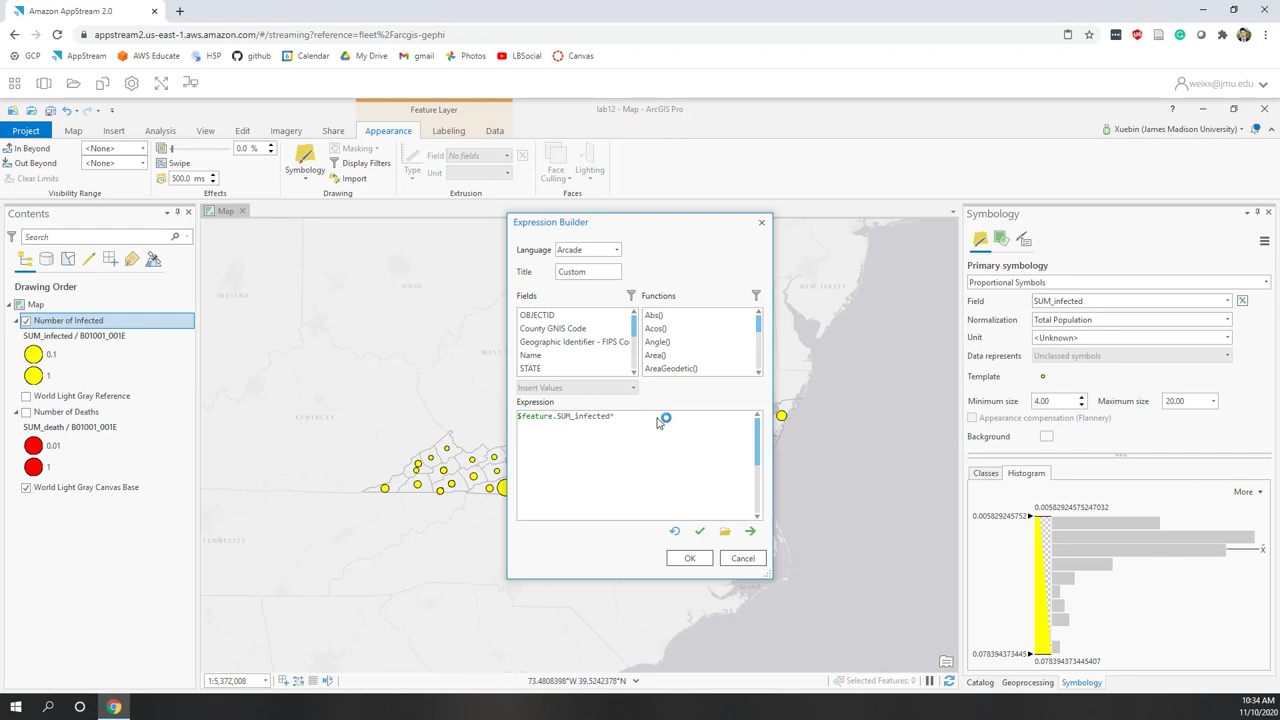 Amazon AppStream 2.0
appstream2.us-east-1.aws.amazon.com/#/streaming?reference=fleet%2Farcgis-gephi
GCP AppStream AWS Educate H5P github Calendar My Drive gmail Photos LBSocial Canvas
weixx@jmu.edu
Feature Layer
lab12 - Map - ArcGIS Pro
Project Map Insert Analysis View Edit Imagery Share Appearance Labeling Data
Xuebin (James Madison University)
In Beyond <None>
Out Beyond <None>
Clear Limits
Visibility Range
0.0 %
Swipe
500.0 ms
Effects
Symbology
Masking
Display Filters
Import
Drawing
Type
Field No fields
Unit
Extrusion
Face Culling
Lighting
Faces
Contents
Search
Drawing Order
Map
Number of Infected
SUM_infected / B01001_001E
0.1
1
World Light Gray Reference
Number of Deaths
SUM_death / B01001_001E
0.01
1
World Light Gray Canvas Base
Map
INDIANA
OHIO
WEST
KENTUCKY
TENNESSEE
NEW JERSEY
Expression Builder
Language Arcade
Title Custom
Fields
OBJECTID
County GNIS Code
Geographic Identifier - FIPS Co
Name
STATE
Functions
Abs()
Acos()
Angle()
Area()
AreaGeodetic()
Insert Values
Expression
$feature.SUM_infected*
OK Cancel
1:5,372,008
73.4808398°W 39.5242378°N
Selected Features: 0
Symbology
Primary symbology
Proportional Symbols
Field SUM_infected
Normalization Total Population
Unit <Unknown>
Data represents Unclassed symbols
Template
Minimum size 4.00 Maximum size 20.00
Appearance compensation (Flannery)
Background
Classes Histogram
More
0.00582924575247032
0.005829245752
0.078394373445
0.078394373445407
Catalog Geoprocessing Symbology
10:34 AM
11/10/2020